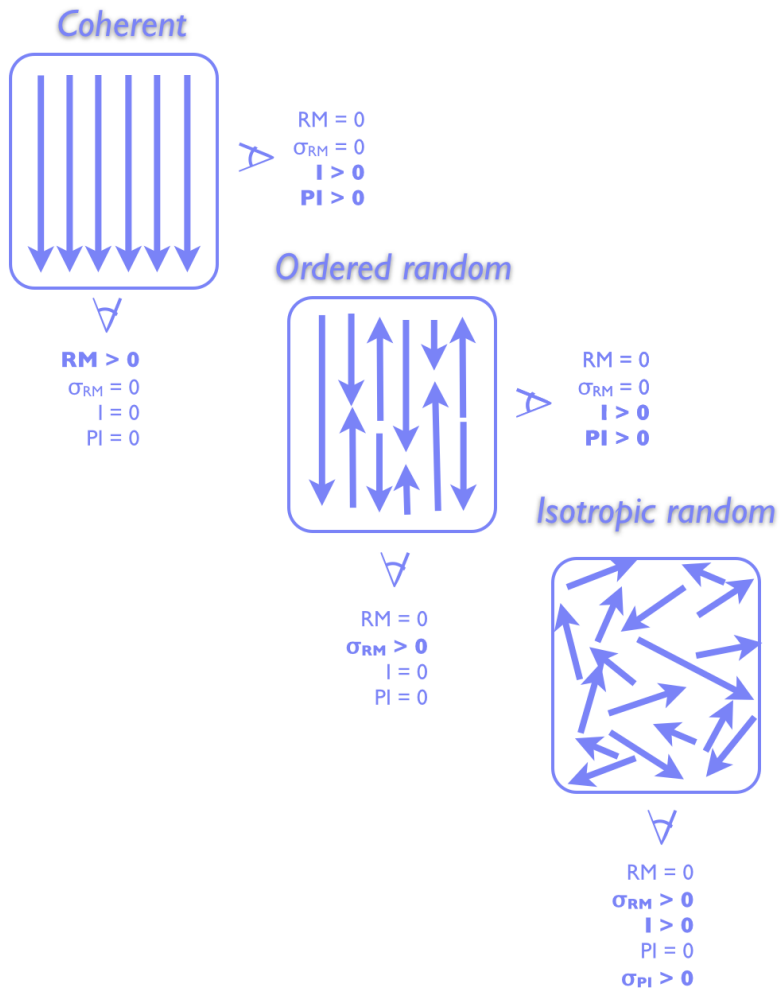 Coherent
RM = 0
σRM = 0
I > 0
PI > 0
RM > 0
σRM = 0
I = 0
PI = 0
Ordered random
RM = 0
σRM = 0
I > 0
PI > 0
RM = 0
σRM > 0
I = 0
PI = 0
Isotropic random
RM = 0
σRM > 0
I > 0
PI = 0
σPI > 0